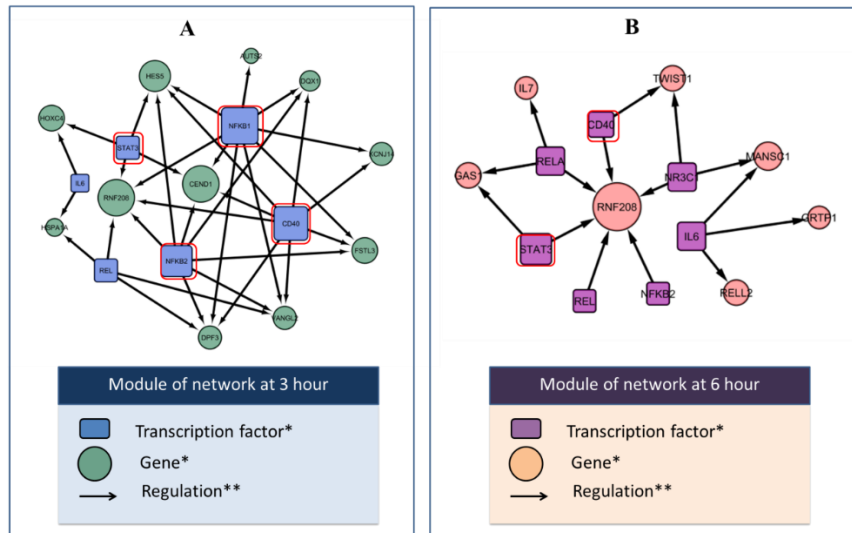 A
AUTS2
HES5
DQX1
HOXC4
NFKB1
STAT3
KCNJ14
IL6
CEND1
RNF208
HSPA1A
CD40
REL
NFKB2
FSTL3
VANGL2
DPF3
Module of network at 3 hour
Transcription factor*
Gene*
Regulation**
B
TWIST1
IL7
CD40
RELA
MANSC1
GAS1
NR3C1
RNF208
GRTP1
IL6
STAT3
REL
NFKB2
RELL2
Module of network at 6 hour
Transcription factor*
Gene*
Regulation**